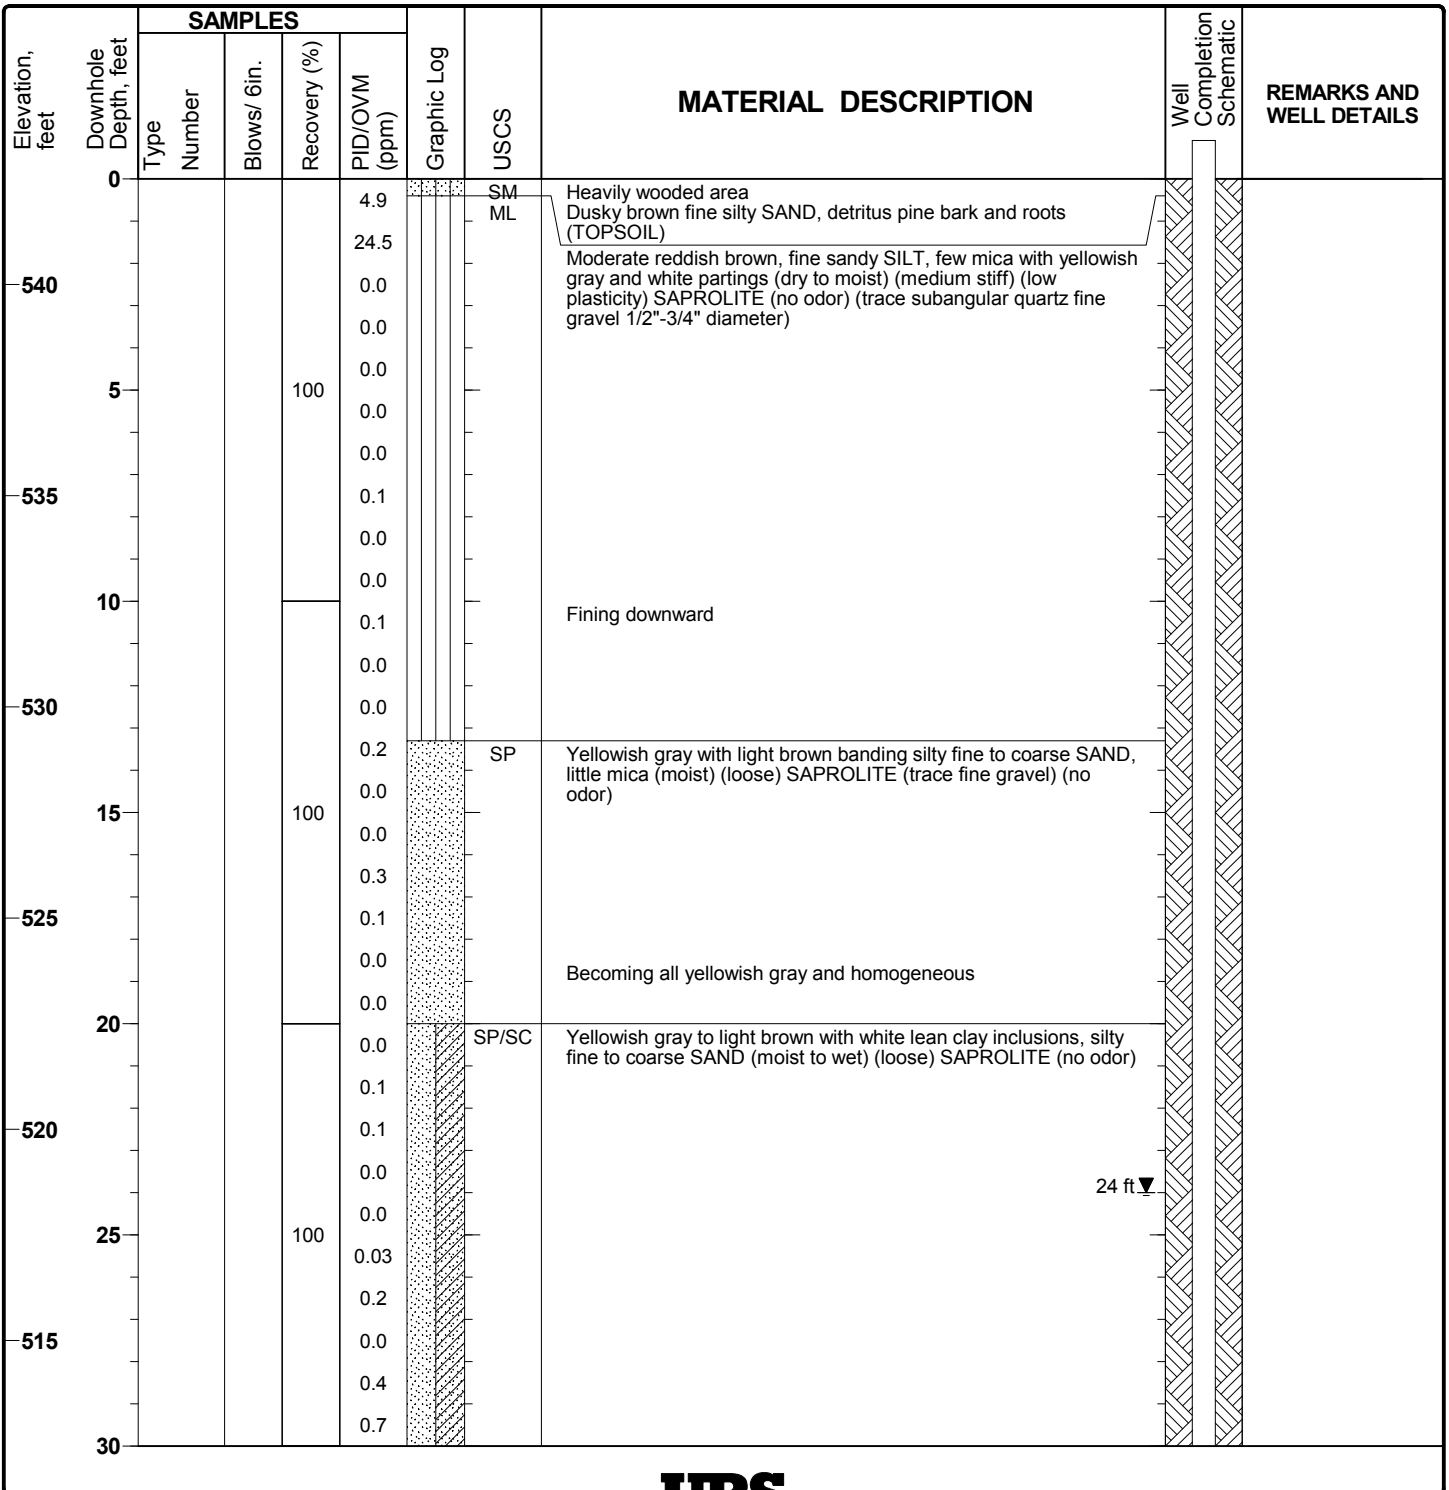 SAMPLES
Elevation,
feet
Downhole
Depth, feet
Type
Number
Blows/ 6in.
Recovery (%)
PID/OVM
(ppm)
Graphic Log
USCS
MATERIAL DESCRIPTION
Well
Completion
Schematic
REMARKS AND
WELL DETAILS
0
4.9
SM
Heavily wooded area
ML
Dusky brown fine silty SAND, detritus pine bark and roots
(TOPSOIL)
24.5
Moderate reddish brown, fine sandy SILT, few mica with yellowish
gray and white partings (dry to moist) (medium stiff) (low
plasticity) SAPROLITE (no odor) (trace subangular quartz fine
gravel 1/2"-3/4" diameter)
540
0.0
0.0
0.0
5
100
0.0
0.0
535
0.1
0.0
0.0
10
Fining downward
0.1
0.0
530
0.0
0.2
SP
Yellowish gray with light brown banding silty fine to coarse SAND,
little mica (moist) (loose) SAPROLITE (trace fine gravel) (no
odor)
0.0
15
100
0.0
0.3
525
0.1
0.0
Becoming all yellowish gray and homogeneous
0.0
20
0.0
SP/SC
Yellowish gray to light brown with white lean clay inclusions, silty
fine to coarse SAND (moist to wet) (loose) SAPROLITE (no odor)
0.1
520
0.1
0.0
24 ft
0.0
25
100
0.03
0.2
515
0.0
0.4
0.7
30
URS